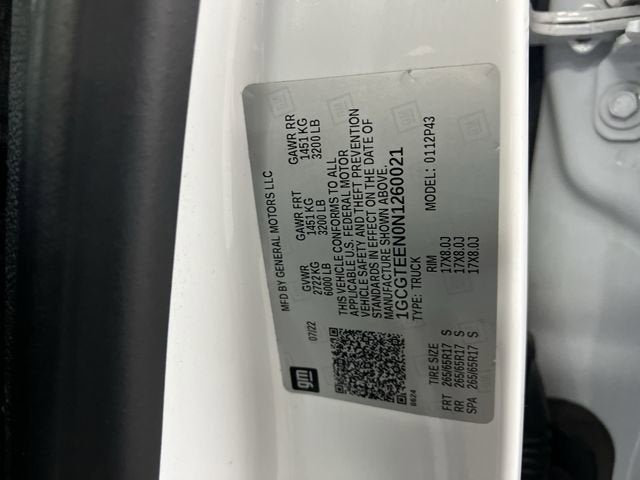 gm
07/22
MFD BY GENERAL MOTORS LLC
GVWR
2722 KG
6000 LB
GAWR FRT
1451 KG
3200 LB
GAWR RR
1451 KG
3200 LB
THIS VEHICLE CONFORMS TO ALL
APPLICABLE U.S. FEDERAL MOTOR
VEHICLE SAFETY AND THEFT PREVENTION
STANDARDS IN EFFECT ON THE DATE OF
MANUFACTURE SHOWN ABOVE.
1GCGTEEN0N1260021
TYPE: TRUCK
MODEL: 0112P43
0624
TIRE SIZE RIM
FRT 265/65R17 S 17X8.0J
RR 265/65R17 S 17X8.0J
SPA 265/65R17 S 17X8.0J